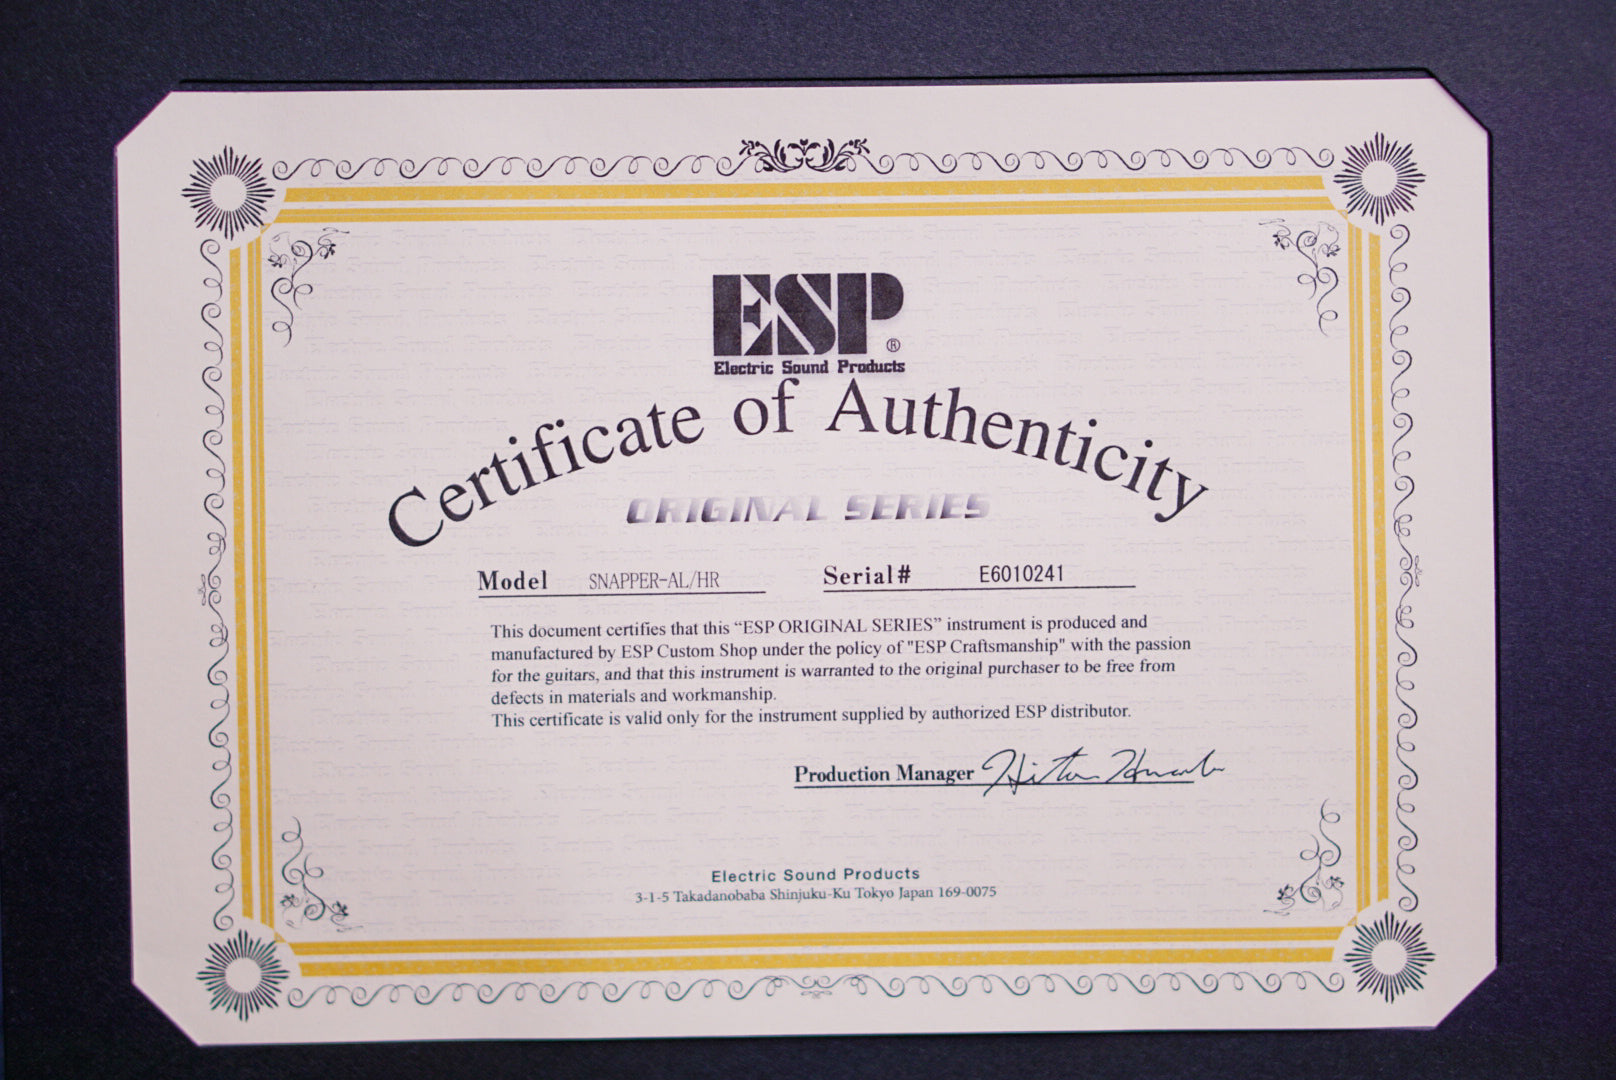 ESP®
Electric Sound Products
Certificate of Authenticity
ORIGINAL SERIES
Model SNAPPER-AL/HR Serial# E6010241
This document certifies that this “ESP ORIGINAL SERIES” instrument is produced and
manufactured by ESP Custom Shop under the policy of "ESP Craftsmanship" with the passion
for the guitars, and that this instrument is warranted to the original purchaser to be free from
defects in materials and workmanship.
This certificate is valid only for the instrument supplied by authorized ESP distributor.
Production Manager
Electric Sound Products
3-1-5 Takadanobaba Shinjuku-Ku Tokyo Japan 169-0075